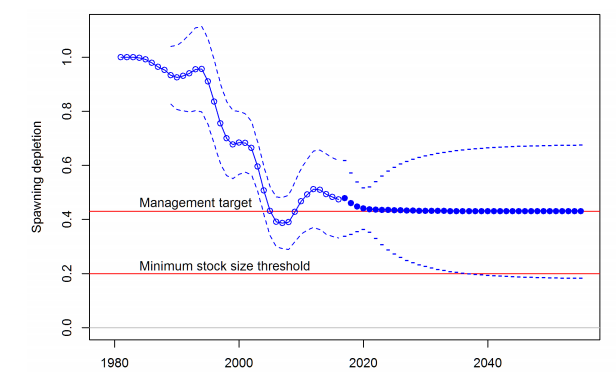 Spawning depletion
1.0
0.8
0.6
0.4
0.2
0.0
Management target
Minimum stock size threshold
1980 2000 2020 2040